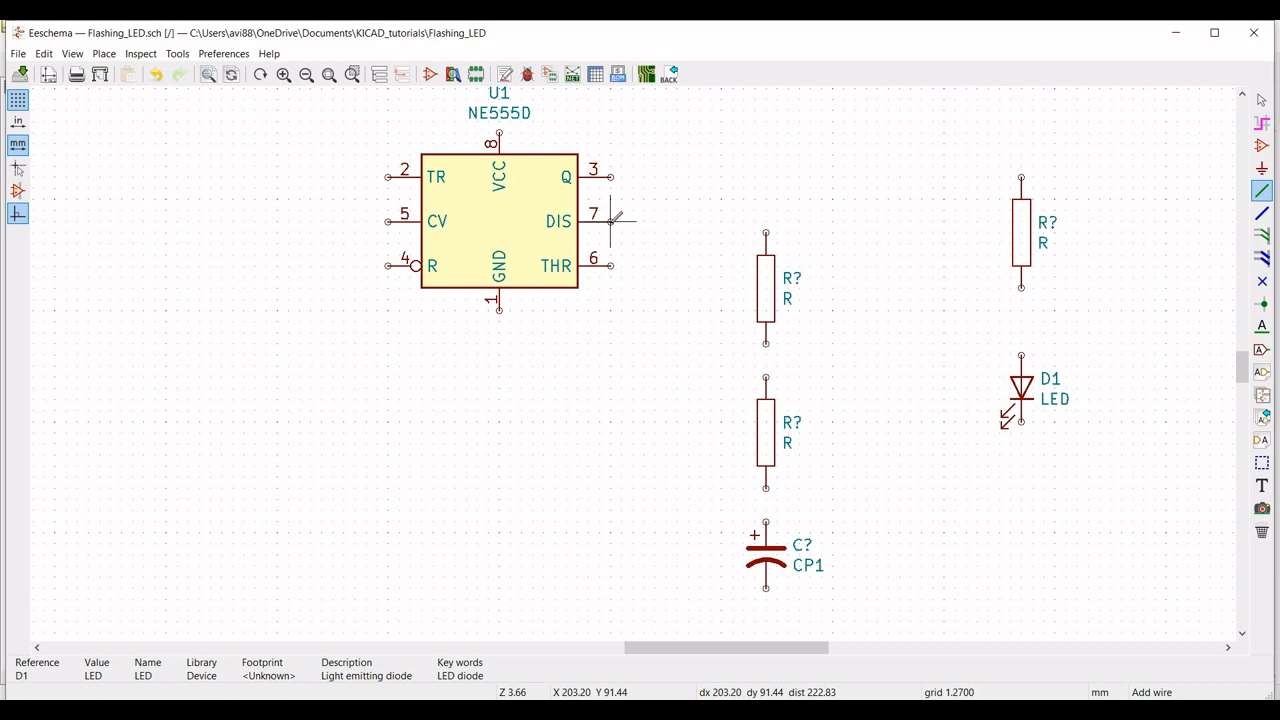 Eeschema — Flashing_LED.sch [/] — C:\Users\avi88\OneDrive\Documents\KICAD_tutorials\Flashing_LED
File Edit View Place Inspect Tools Preferences Help
BOM BACK
in
mm
U1
NE555D
8
2 TR VCC Q 3
5 CV DIS 7
4 R GND THR 6
1
R?
R
R?
R
R?
R
D1
LED
+ C?
CP1
A
A
T
Reference Value Name Library Footprint Description Key words
D1 LED LED Device <Unknown> Light emitting diode LED diode
Z 3.66 X 203.20 Y 91.44 dx 203.20 dy 91.44 dist 222.83 grid 1.2700 mm Add wire